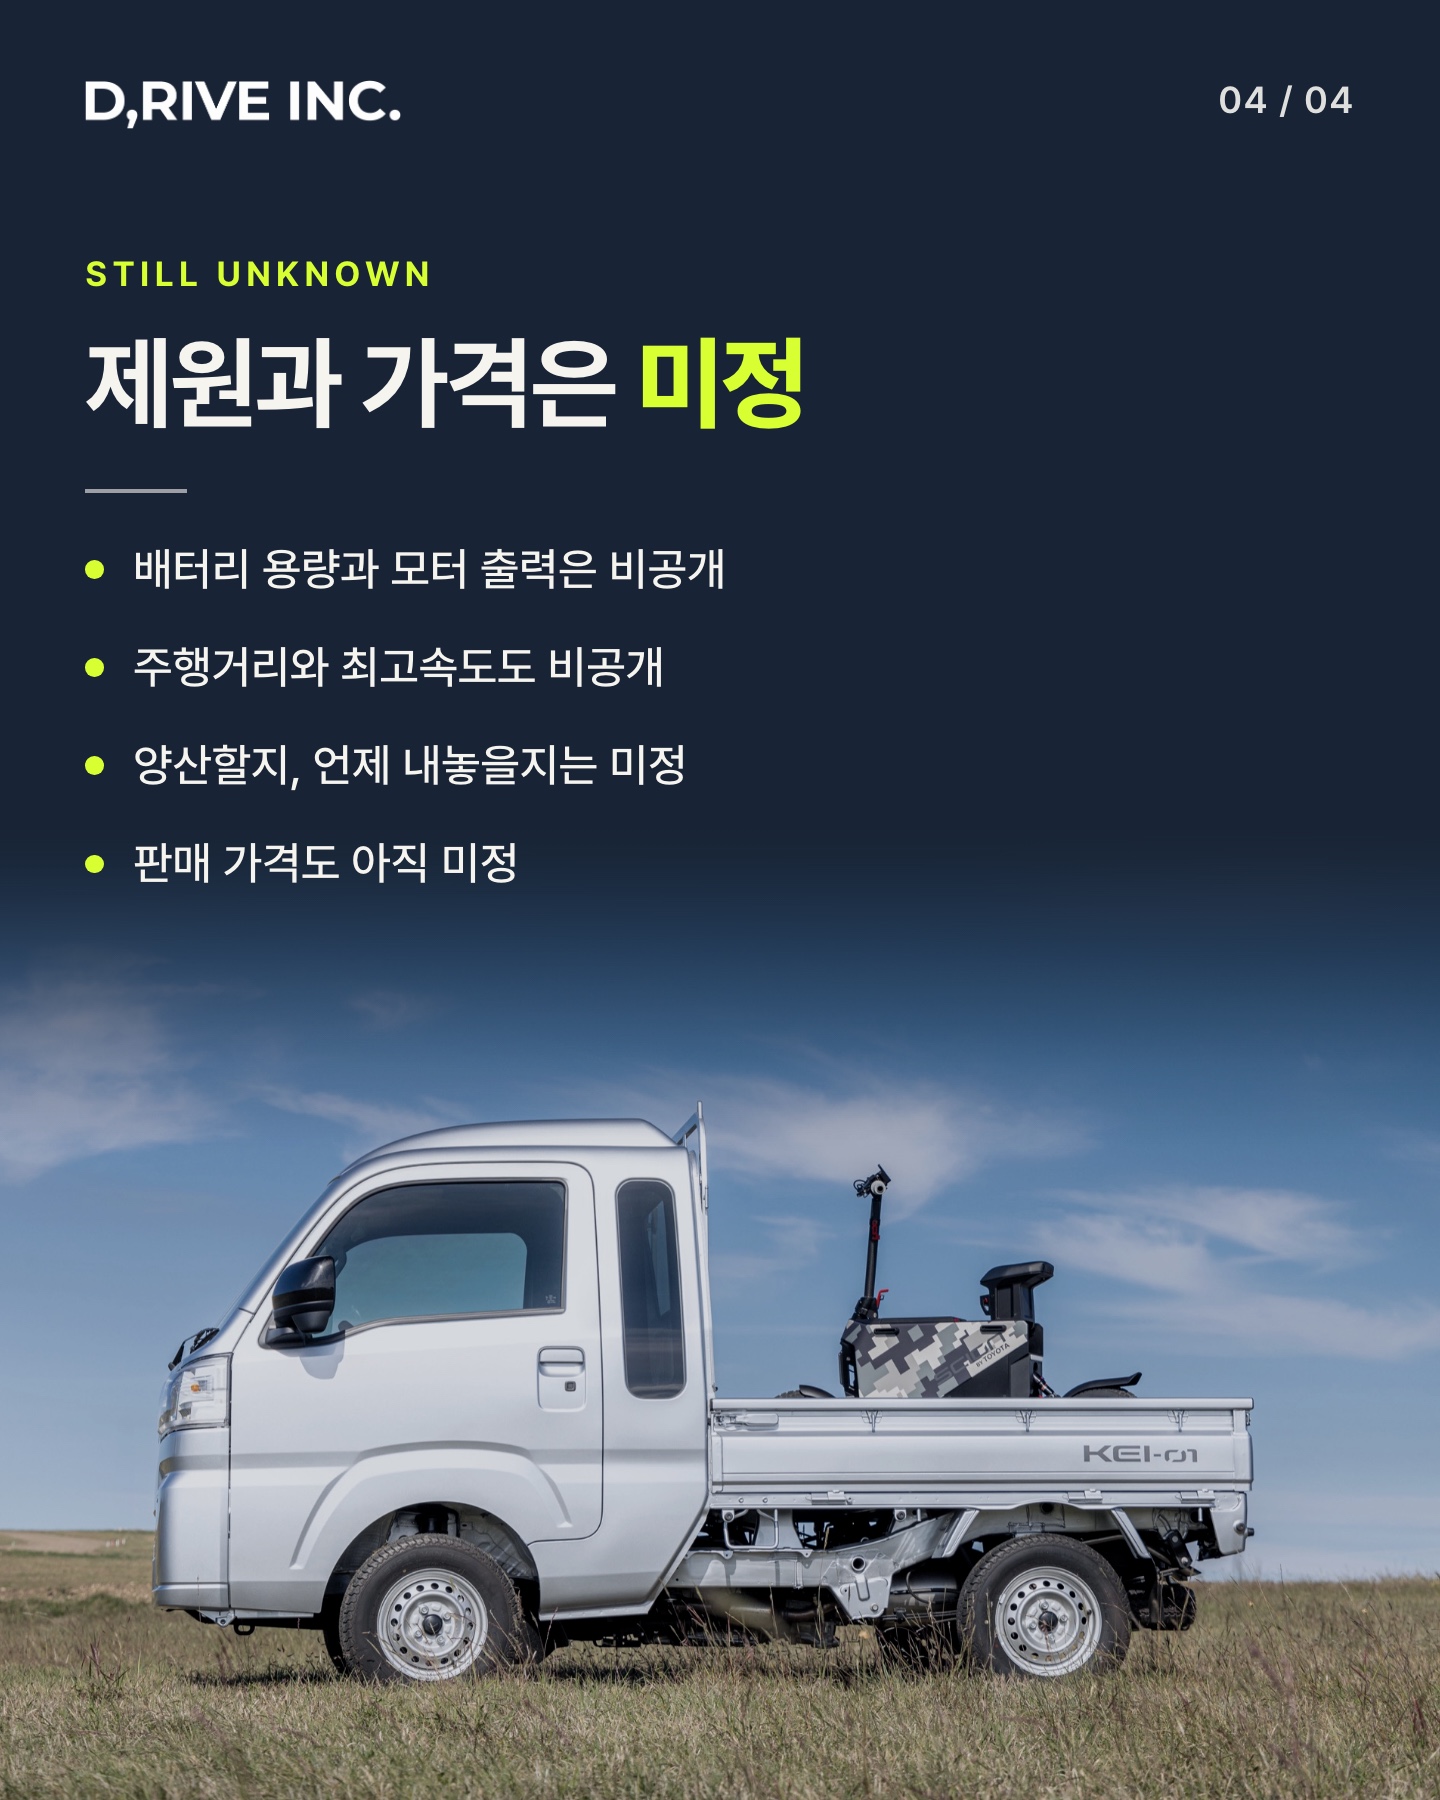 D,RIVE INC.
04 / 04
STILL UNKNOWN
제원과 가격은 미정
배터리 용량과 모터 출력은 비공개
주행거리와 최고속도도 비공개
양산할지, 언제 내놓을지는 미정
판매 가격도 아직 미정
BY TOYOTA
KEI-01